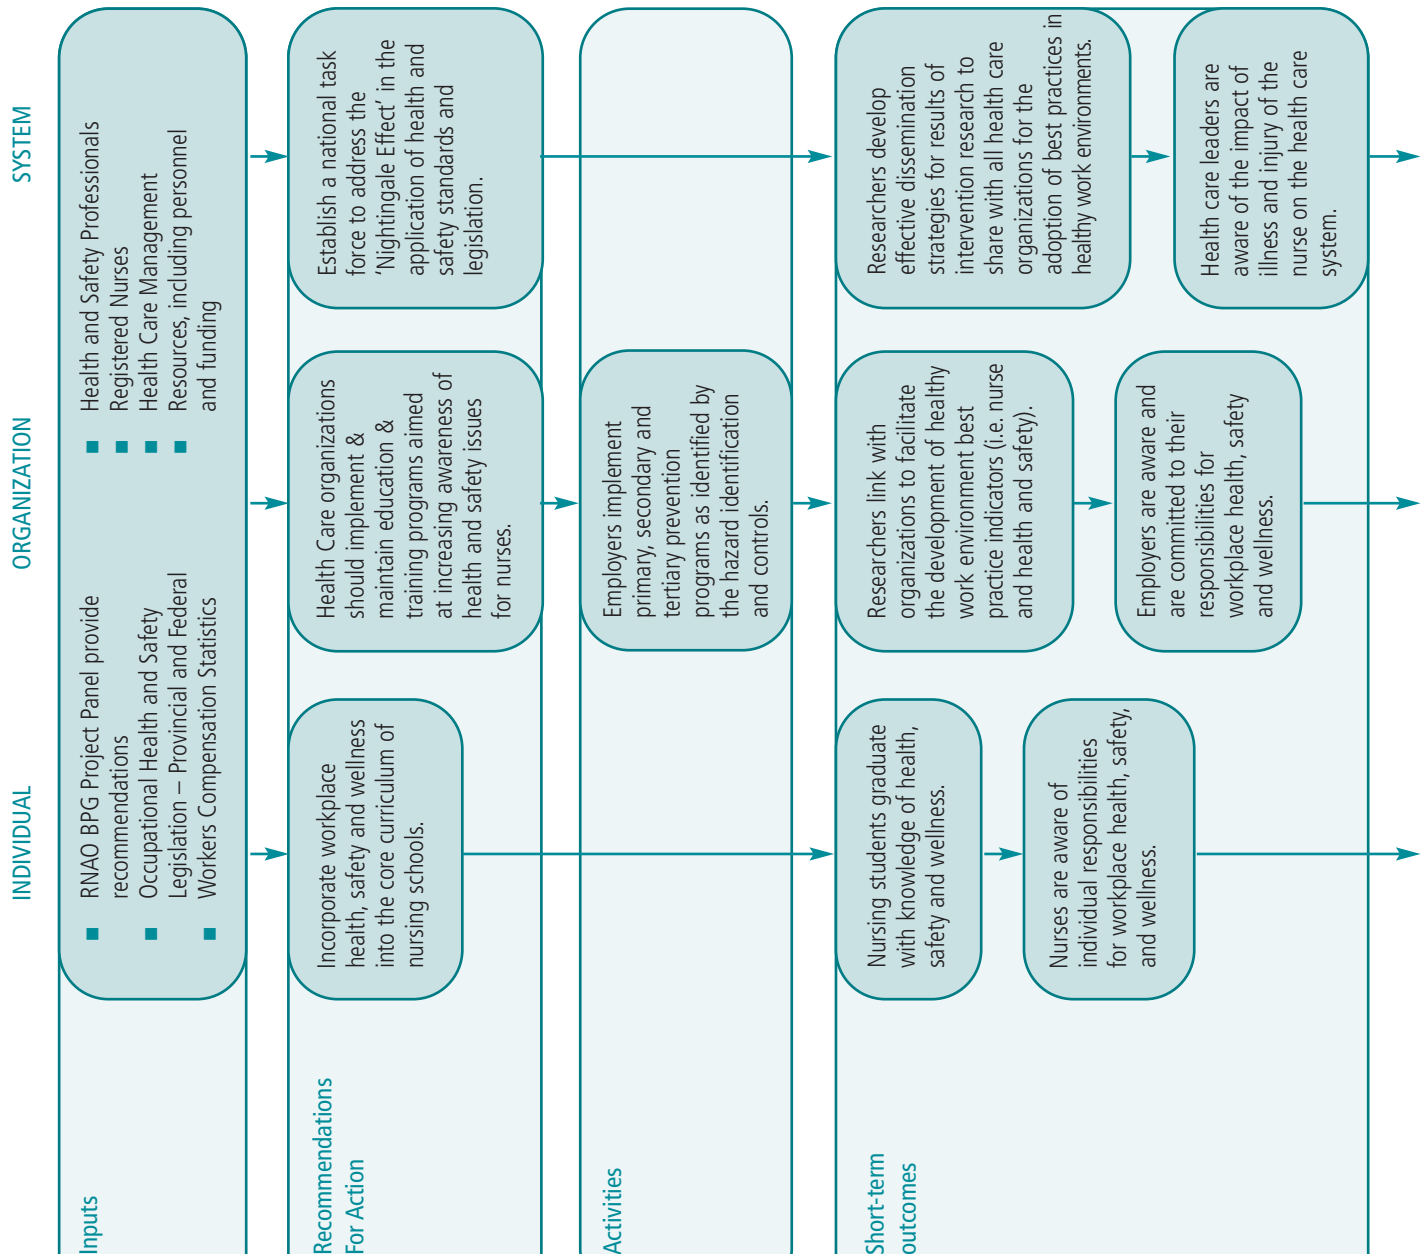 INDIVIDUAL
ORGANIZATION
SYSTEM
Inputs
■ RNAO BPG Project Panel provide
recommendations
■ Occupational Health and Safety
Legislation – Provincial and Federal
■ Workers Compensation Statistics
■ Health and Safety Professionals
■ Registered Nurses
■ Health Care Management
■ Resources, including personnel
and funding
Recommendations
For Action
Incorporate workplace
health, safety and wellness
into the core curriculum of
nursing schools.
Health Care organizations
should implement &
maintain education &
training programs aimed
at increasing awareness of
health and safety issues
for nurses.
Establish a national task
force to address the
‘Nightingale Effect’ in the
application of health and
safety standards and
legislation.
Activities
Employers implement
primary, secondary and
tertiary prevention
programs as identified by
the hazard identification
and controls.
Short-term
outcomes
Nursing students graduate
with knowledge of health,
safety and wellness.
Nurses are aware of
individual responsibilities
for workplace health, safety,
and wellness.
Researchers link with
organizations to facilitate
the development of healthy
work environment best
practice indicators (i.e. nurse
and health and safety).
Employers are aware and
are committed to their
responsibilities for
workplace health, safety
and wellness.
Researchers develop
effective dissemination
strategies for results of
intervention research to
share with all health care
organizations for the
adoption of best practices in
healthy work environments.
Health care leaders are
aware of the impact of
illness and injury of the
nurse on the health care
system.